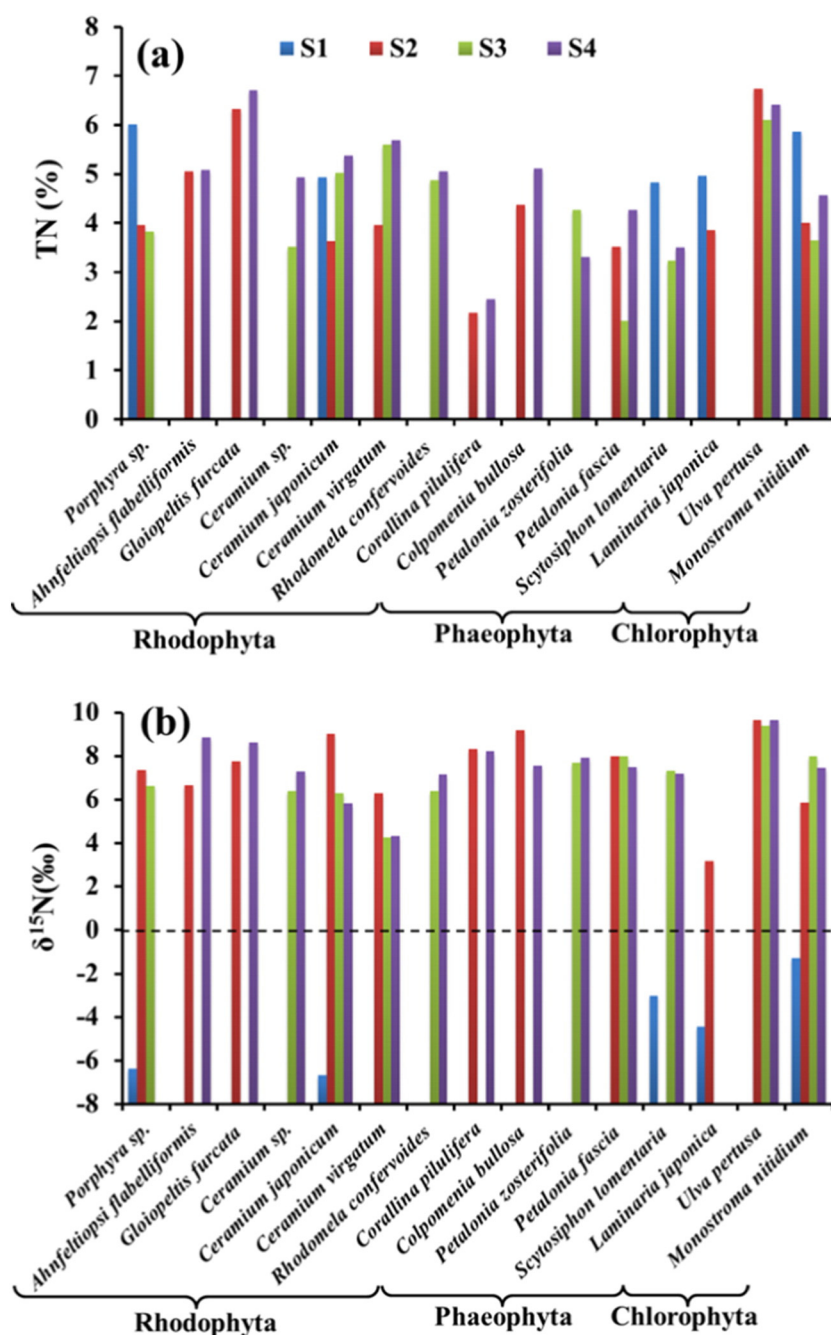 (a)
S1 S2 S3 S4
TN (%)
8
7
6
5
4
3
2
1
0
Porphyra sp.
Ahnfeltiopsi flabelliformis
Gloiopeltis furcata
Ceramium sp.
Ceramium japonicum
Ceramium virgatum
Rhodomela confervoides
Corallina pilulifera
Colpomenia bullosa
Petalonia zosterifolia
Petalonia fascia
Scytosiphon lomentaria
Laminaria japonica
Ulva pertusa
Monostroma nitidium
Rhodophyta Phaeophyta Chlorophyta
(b)
δ¹⁵N(‰)
10
8
6
4
2
0
-2
-4
-6
-8
Porphyra sp.
Ahnfeltiopsi flabelliformis
Gloiopeltis furcata
Ceramium sp.
Ceramium japonicum
Ceramium virgatum
Rhodomela confervoides
Corallina pilulifera
Colpomenia bullosa
Petalonia zosterifolia
Petalonia fascia
Scytosiphon lomentaria
Laminaria japonica
Ulva pertusa
Monostroma nitidium
Rhodophyta Phaeophyta Chlorophyta